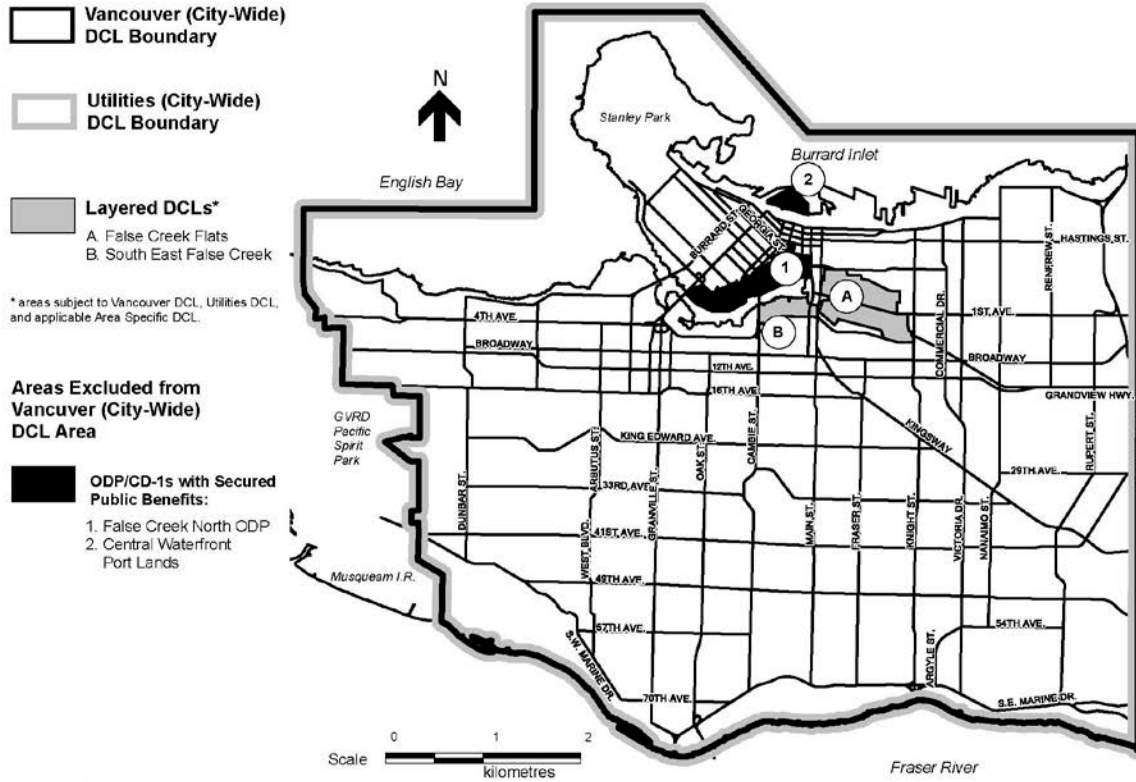 Vancouver (City-Wide)
DCL Boundary
Utilities (City-Wide)
DCL Boundary
Layered DCLs*
A. False Creek Flats
B. South East False Creek
* areas subject to Vancouver DCL, Utilities DCL,
and applicable Area Specific DCL.
Areas Excluded from
Vancuver (City-Wide)
DCL Area
ODP/CD-1s with Secured
Public Benefits:
1. False Creek North ODP
2. Central Waterfront
Port Lands
N
Stanley Park
English Bay
Burrard Inlet
2
BURRARD ST.
GEORGIA ST.
1
A
B
HASTINGS ST.
RENFREW ST.
COMMERCIAL DR.
1ST AVE.
4TH AVE.
BROADWAY
BROADWAY
12TH AVE.
16TH AVE.
GRANDVIEW HWY.
GVRD
Pacific
Spirit
Park
KING EDWARD AVE.
KINGSWAY
CAMBIE ST.
OAK ST.
ARBUTUS ST.
RUPERT ST.
29TH AVE.
33RD AVE.
DUNBAR ST.
WEST BLVD.
GRANVILLE ST.
41ST AVE.
MAIN ST.
FRASER ST.
KNIGHT ST.
VICTORIA DR.
NANAMO ST.
49TH AVE.
Musqueam I.R.
57TH AVE.
54TH AVE.
ARGYLE ST.
S.W. MARINE DR.
70TH AVE.
S.E. MARINE DR.
Scale
0 1 2
kilometres
Fraser River